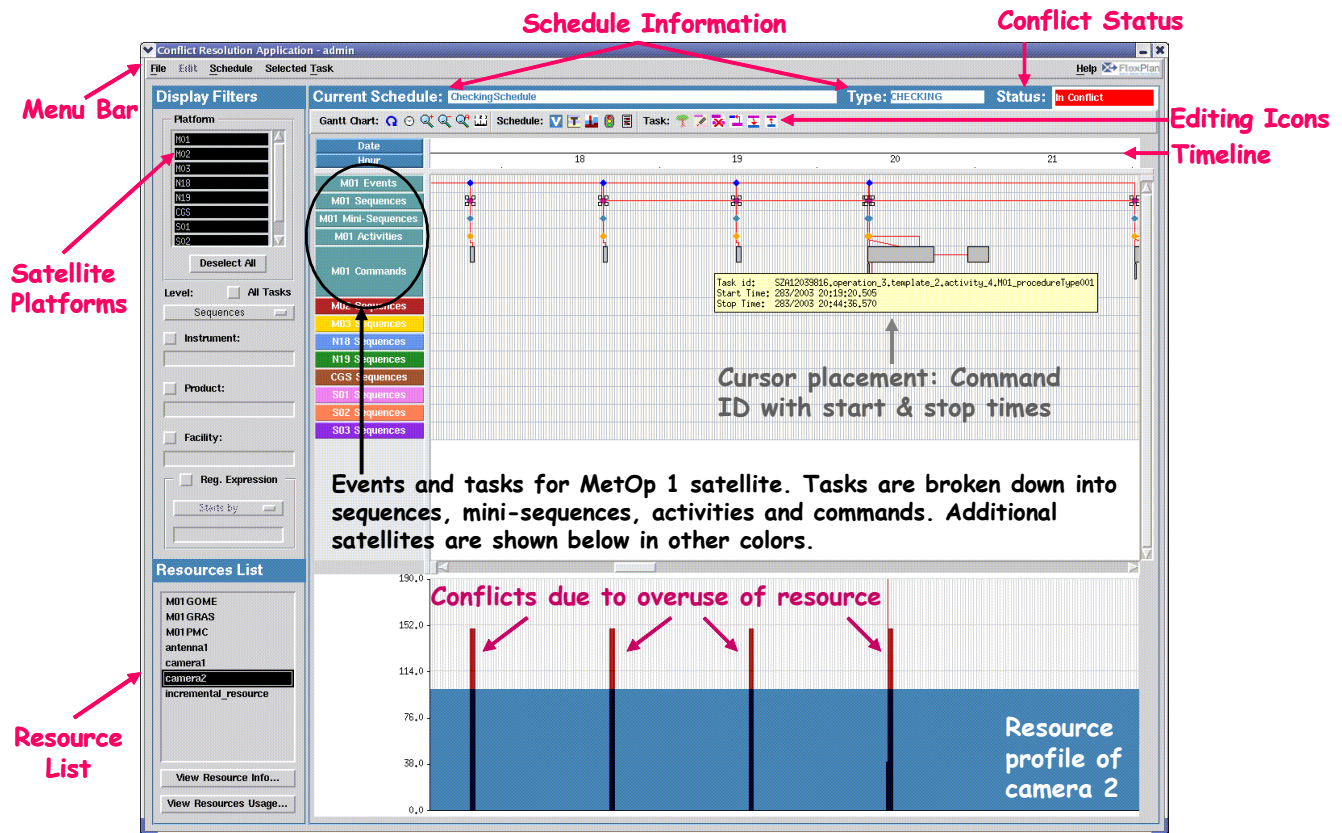 Schedule Information
Conflict Status
Conflict Resolution Application - admin
File Edit Schedule Selected Task
Help FloxPlan
Menu Bar
Display Filters
Current Schedule: CheckingSchedule
Type: CHECKING
Status: In Conflict
Platform
Gantt Chart:
Schedule:
Task:
Editing Icons
M01
M02
M03
N18
N19
CGS
S01
S02
Date
Hour
18
19
20
21
Timeline
M01 Events
M01 Sequences
M01 Mini-Sequences
M01 Activities
M01 Commands
Satellite
Platforms
Deselect All
Level:
All Tasks
Sequences
Instrument:
Product:
Facility:
Reg. Expression
Starts by
Task id: SZA12039816,operation_3,template_2,activity_4,M01_procedureType001
Start Time: 283/2003 20:19:20,505
Stop Time: 283/2003 20:44:36,570
M02 Sequences
M03 Sequences
N18 Sequences
N19 Sequences
CGS Sequences
S01 Sequences
S02 Sequences
S03 Sequences
Cursor placement: Command
ID with start & stop times
Events and tasks for MetOp 1 satellite. Tasks are broken down into
sequences, mini-sequences, activities and commands. Additional
satellites are shown below in other colors.
Resources List
M01 GOME
M01 GRAS
M01 PMC
antenna1
camera1
camera2
incremental_resource
Resource
List
View Resource Info...
View Resources Usage...
190,0
152,0
114,0
76,0
38,0
0,0
Conflicts due to overuse of resource
Resource
profile of
camera 2